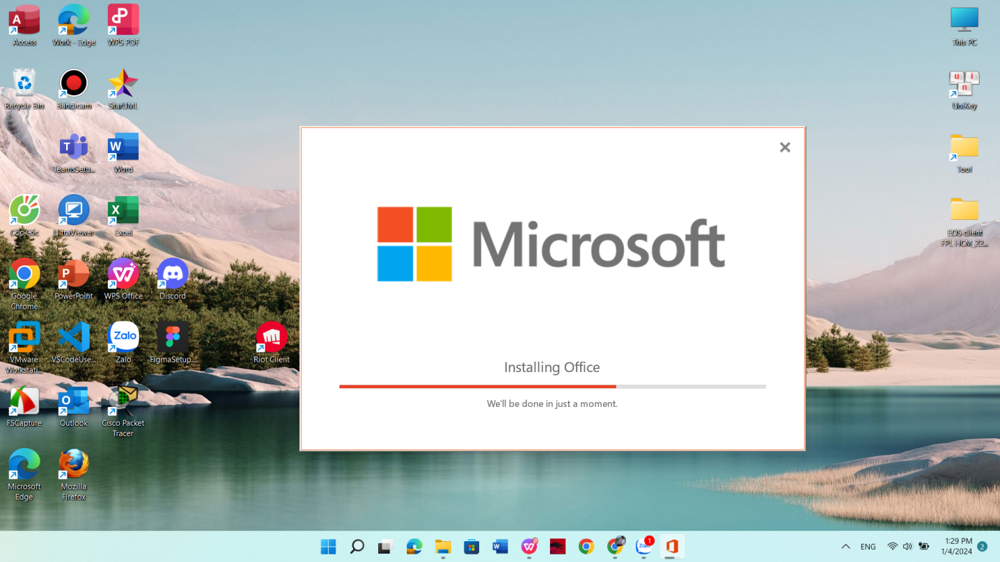 Access
Work - Edge
WPS PDF
This PC
Recycle Bin
Bandicam
StarUML
u i
n
UniKey
TeamsSetu...
Word
Tool
Cốc Cốc
UltraViewer
Excel
EOS client
FPL HCM_22...
Microsoft
Google
Chrome
PowerPoint
WPS Office
Discord
Zalo
VMware
Workstati...
VSCodeUse...
Zalo
FigmaSetup...
Riot Client
Installing Office
We'll be done in just a moment.
FSCapture
Outlook
Cisco Packet
Tracer
Microsoft
Edge
Mozilla
Firefox
1
ENG
1:29 PM
1/4/2024
2